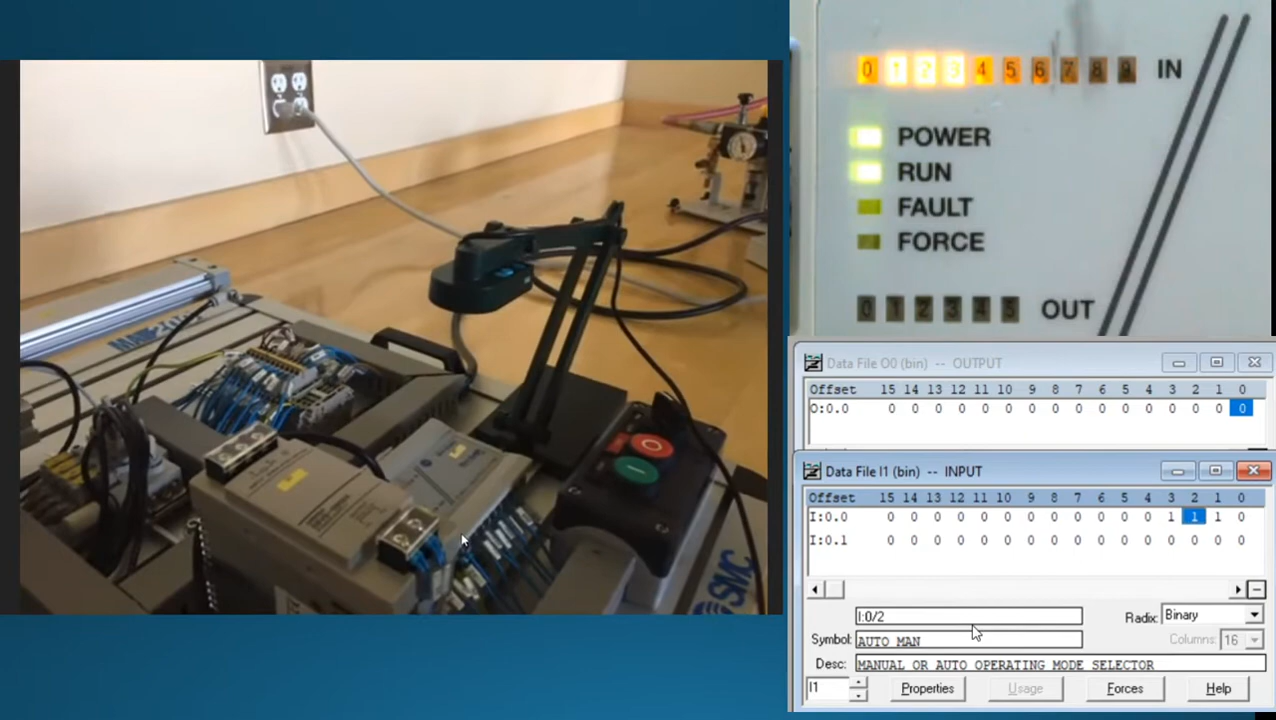 0 1 2 3 4 5 6 7 8 9 IN
POWER
RUN
FAULT
FORCE
0 1 2 3 4 5 OUT
SMC
Data File O0 (bin) -- OUTPUT
Offset 15 14 13 12 11 10 9 8 7 6 5 4 3 2 1 0
O:0.0 0 0 0 0 0 0 0 0 0 0 0 0 0 0 0 0
Data File I1 (bin) -- INPUT
Offset 15 14 13 12 11 10 9 8 7 6 5 4 3 2 1 0
I:0.0 0 0 0 0 0 0 0 0 0 0 0 0 1 1 1 0
I:0.1 0 0 0 0 0 0 0 0 0 0 0 0 0 0 0 0
I:0/2 Radix: Binary
Symbol: AUTO MAN Columns: 16
Desc: MANUAL OR AUTO OPERATING MODE SELECTOR
I1 Properties Usage Forces Help